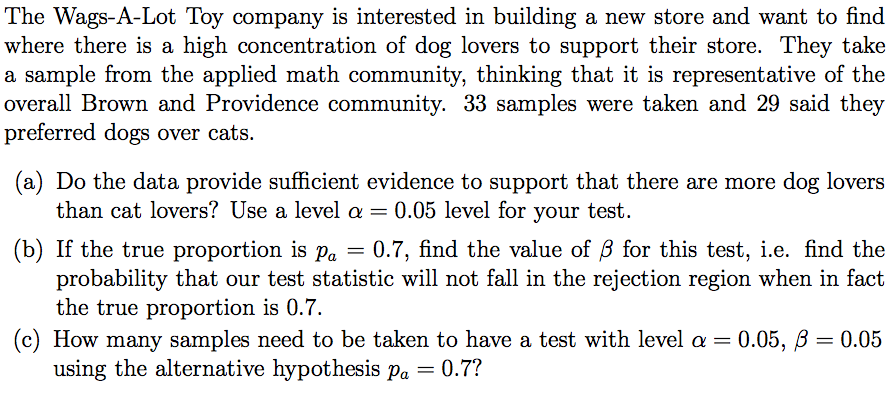 The Wags-A-Lot Toy company is interested in building a new store and want to find
where there is a high concentration of dog lovers to support their store. They take
a sample from the applied math community, thinking that it is representative of the
overall Brown and Providence community. 33 samples were taken and 29 said they
preferred dogs over cats.
(a) Do the data provide sufficient evidence to support that there are more dog lovers
than cat lovers? Use a level α = 0.05 level for your test.
(b) If the true proportion is pₐ = 0.7, find the value of β for this test, i.e. find the
probability that our test statistic will not fall in the rejection region when in fact
the true proportion is 0.7.
(c) How many samples need to be taken to have a test with level α = 0.05, β = 0.05
using the alternative hypothesis pₐ = 0.7?